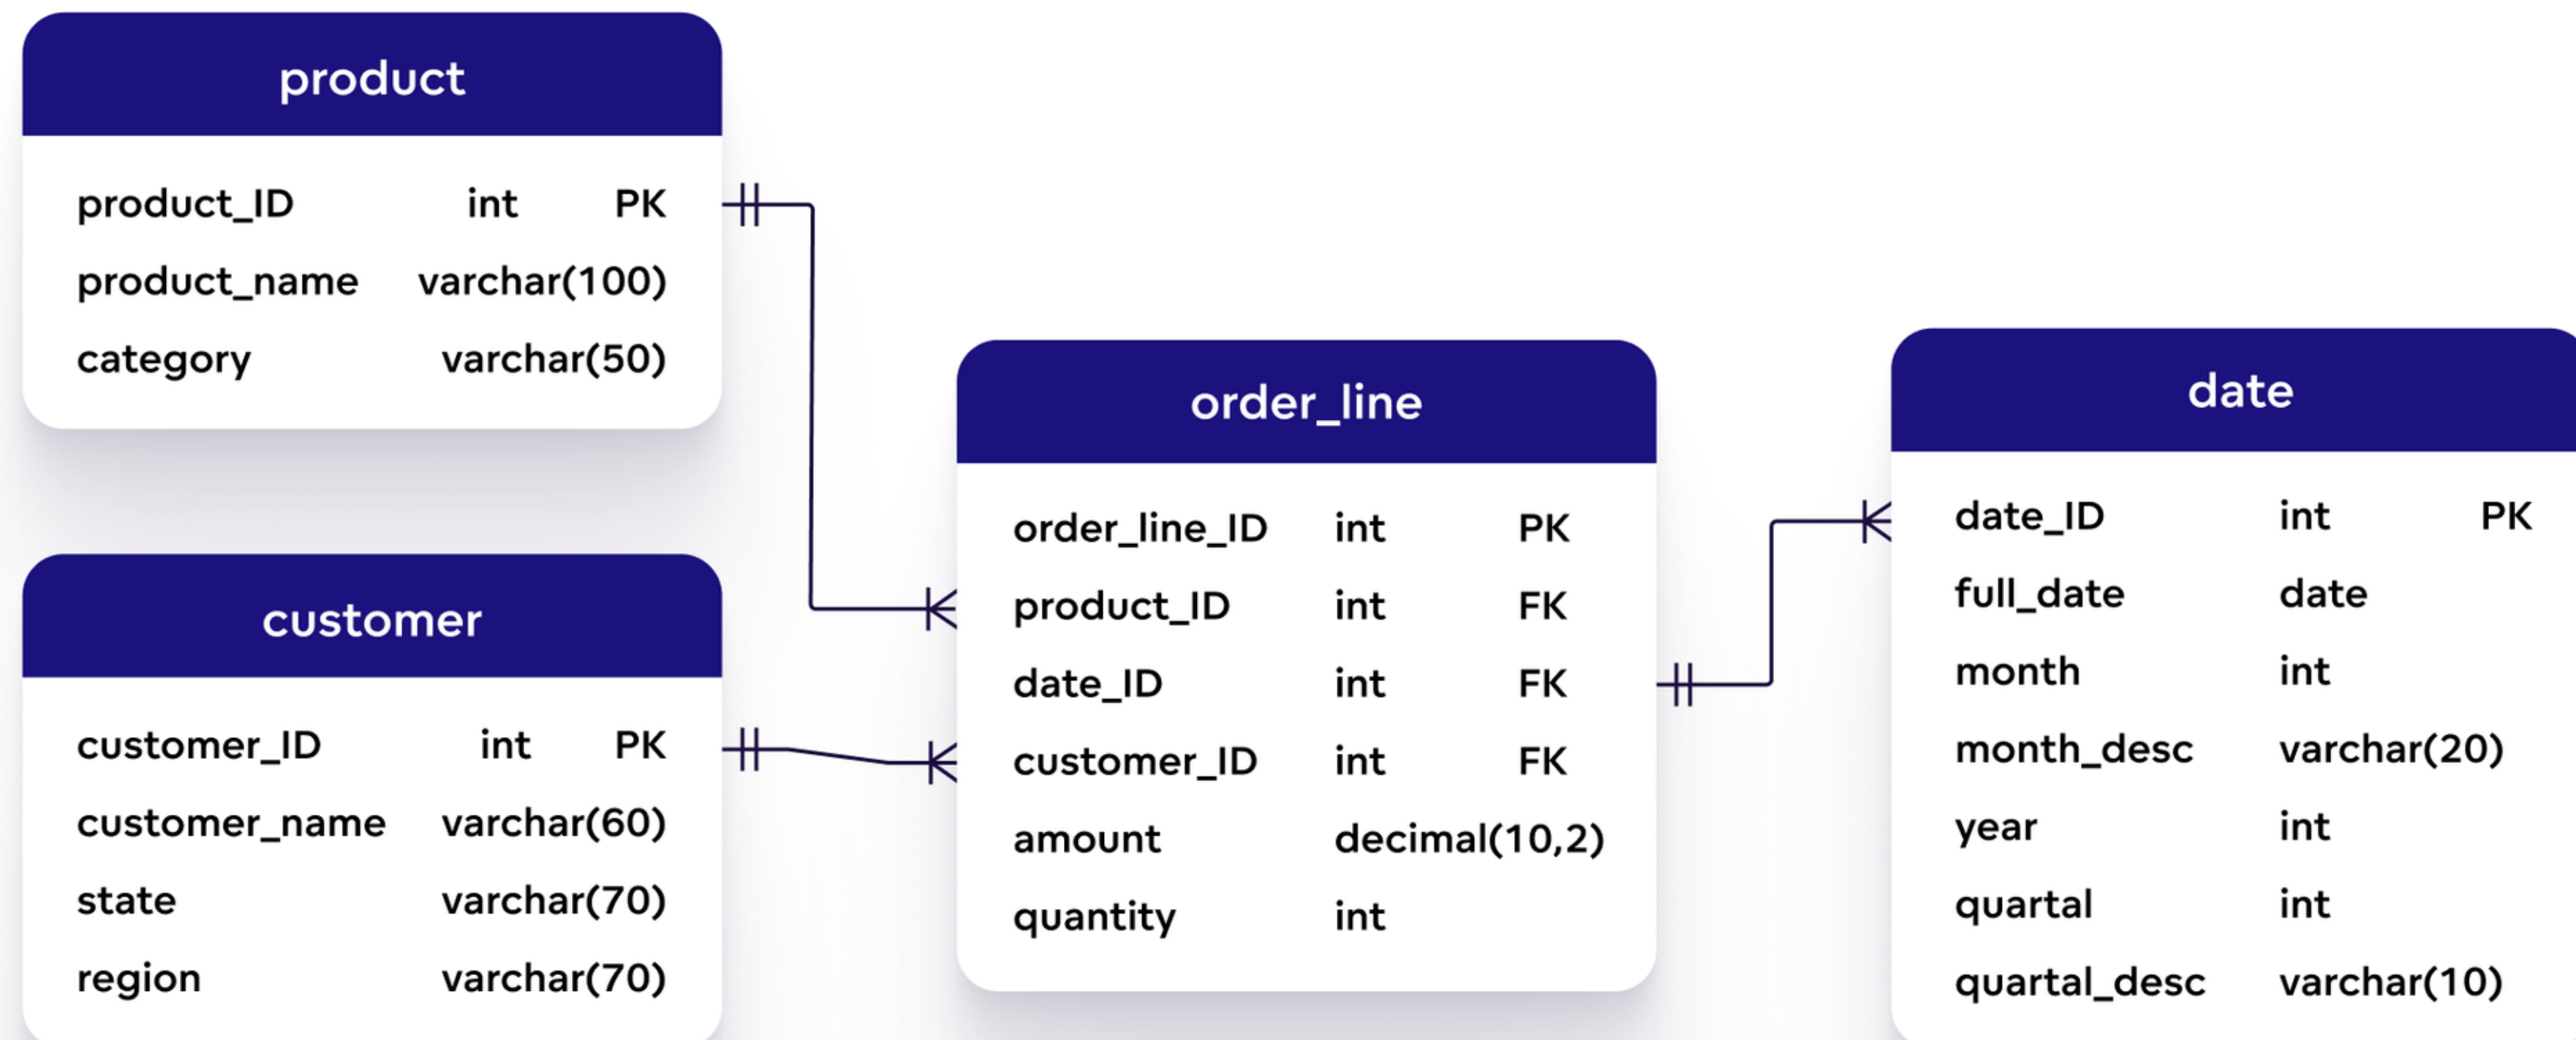 product
product_ID int PK
product_name varchar(100)
category varchar(50)
customer
customer_ID int PK
customer_name varchar(60)
state varchar(70)
region varchar(70)
order_line
order_line_ID int PK
product_ID int FK
date_ID int FK
customer_ID int FK
amount decimal(10,2)
quantity int
date
date_ID int PK
full_date date
month int
month_desc varchar(20)
year int
quartal int
quartal_desc varchar(10)